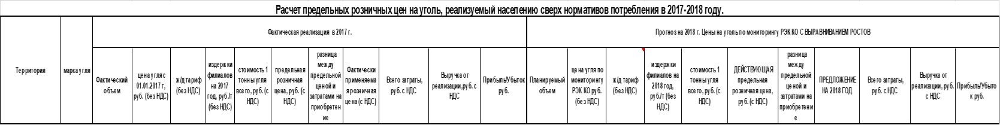 Расчет предельных розничных цен на уголь, реализуемый населению сверх нормативов потребления в 2017-2018 году.
Территория
марка угля
Фактическая реализация в 2017 г.
Фактический
объем
цена угля с
01.01.2017 г,
руб. (без НДС)
ж/д тариф
(без НДС)
издержки
филиалов
на 2017
год, руб./т
(без НДС)
стоимость 1
тонны угля
всего, руб. (с
НДС)
предельная
розничная
цена, руб. (с
НДС)
разница
между
предельной
ценой и
затратами на
приобретен
ие
Фактически
применяема
я розничная
цена (с НДС)
Всего затраты,
руб. с НДС
Выручка от
реализации,руб. с
НДС
Прибыль/Убыток
руб.
Прогноз на 2018 г. Цены на уголь по мониторингу РЭК КО С ВЫРАВНИВАНИЕМ РОСТОВ
Планируемый
объем
цена угля по
мониторингу
РЭК КО руб.
(без НДС)
ж/д тариф
(без НДС)
издержки
филиалов на
2018 год,
руб./т (без
НДС)
стоимость 1
тонны угля
всего, руб. (с
НДС)
ДЕЙСТВУЮЩАЯ
предельная
розничная цена,
руб. (с НДС)
разница
между
предельной
ценой и
затратами на
приобретени
е
ПРЕДЛОЖЕНИЕ
НА 2018 ГОД
Всего затраты,
руб. с НДС
Выручка от
реализации, руб.
с НДС
Прибыль/Убыто
к руб.